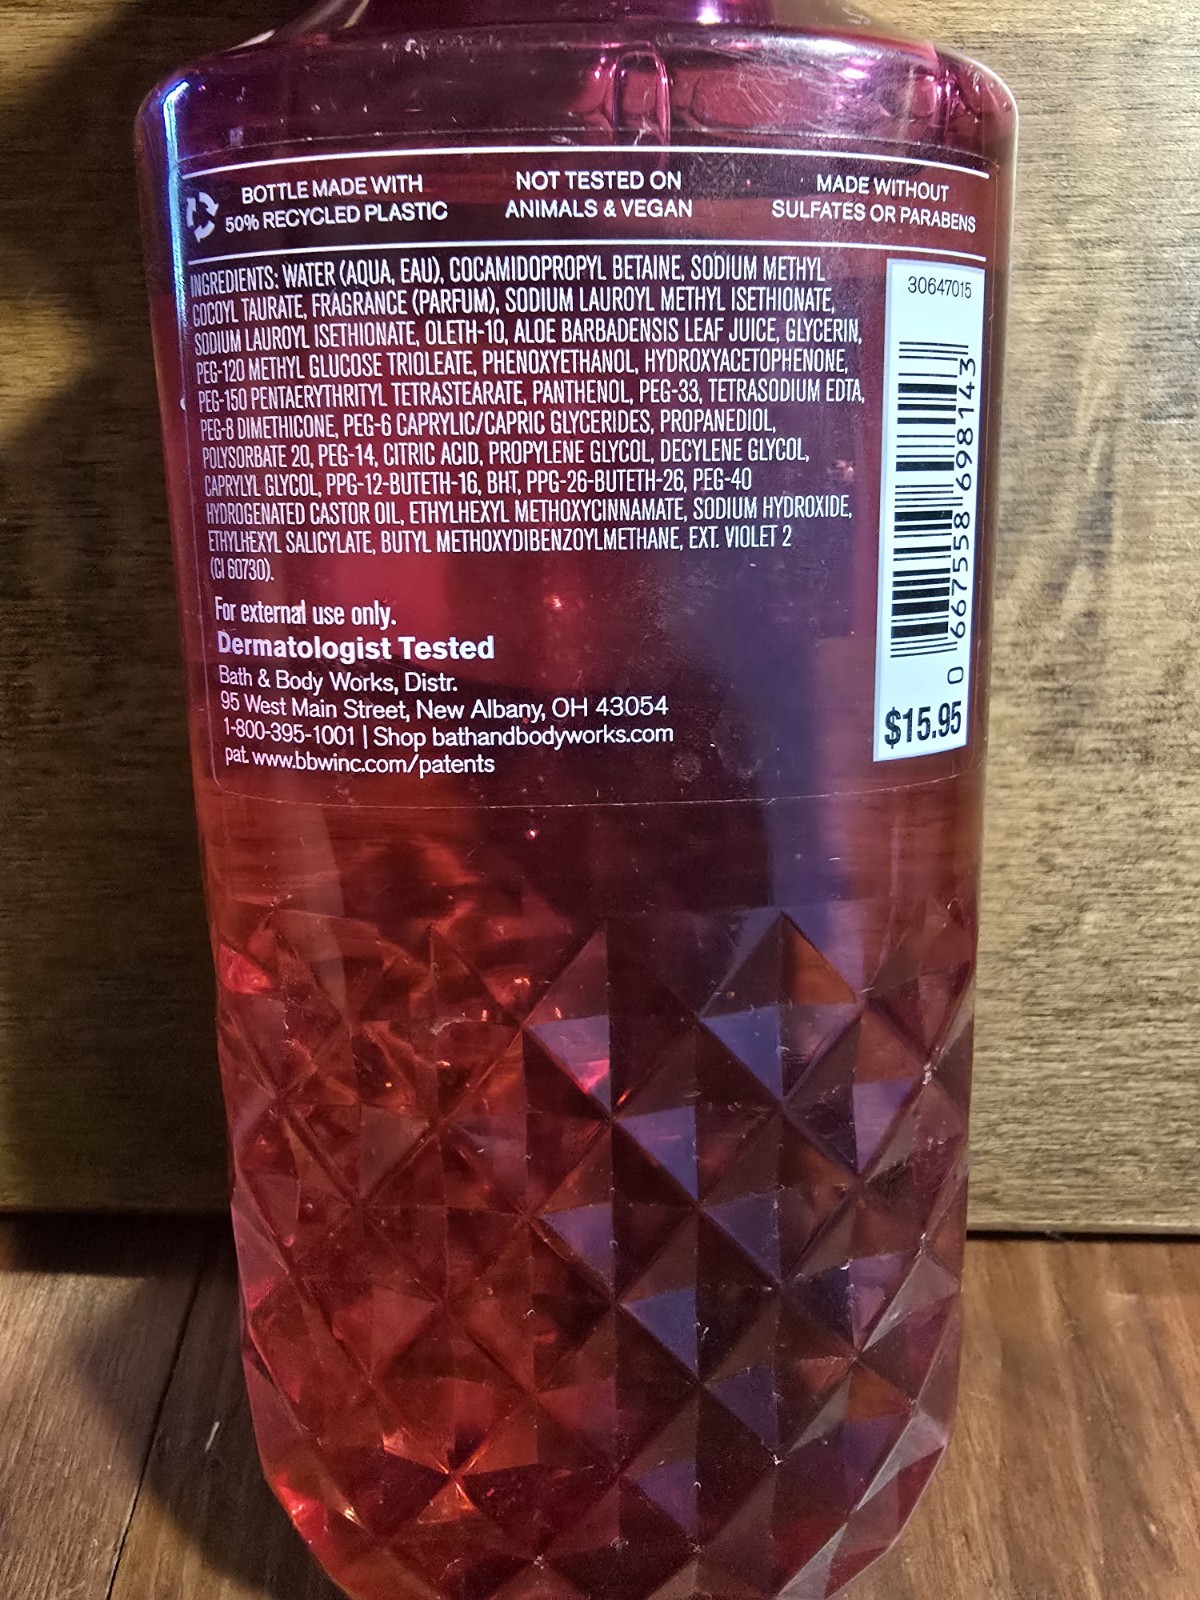 BOTTLE MADE WITH
50% RECYCLED PLASTIC
NOT TESTED ON
ANIMALS & VEGAN
MADE WITHOUT
SULFATES OR PARABENS
INGREDIENTS: WATER (AQUA, EAU), COCAMIDOPROPYL BETAINE, SODIUM METHYL
COCOYL TAURATE, FRAGRANCE (PARFUM), SODIUM LAUROYL METHYL ISETHIONATE,
SODIUM LAUROYL ISETHIONATE, OLETH-10, ALOE BARBADENSIS LEAF JUICE, GLYCERIN,
PEG-120 METHYL GLUCOSE TRIOLEATE, PHENOXYETHANOL, HYDROXYACETOPHENONE,
PEG-150 PENTAERYTHRITYL TETRASTEARATE, PANTHENOL, PEG-33, TETRASODIUM EDTA,
PEG-8 DIMETHICONE, PEG-6 CAPRYLIC/CAPRIC GLYCERIDES, PROPANEDIOL,
POLYSORBATE 20, PEG-14, CITRIC ACID, PROPYLENE GLYCOL, DECYLENE GLYCOL,
CAPRYLYL GLYCOL, PPG-12-BUTETH-16, BHT, PPG-26-BUTETH-26, PEG-40
HYDROGENATED CASTOR OIL, ETHYLHEXYL METHOXYCINNAMATE, SODIUM HYDROXIDE,
ETHYLHEXYL SALICYLATE, BUTYL METHOXYDIBENZOYLMETHANE, EXT. VIOLET 2
(CI 60730).
For external use only.
Dermatologist Tested
Bath & Body Works, Distr.
95 West Main Street, New Albany, OH 43054
1-800-395-1001 | Shop bathandbodyworks.com
pat. www.bbwinc.com/patents
30647015
0 667558 698143
$15.95